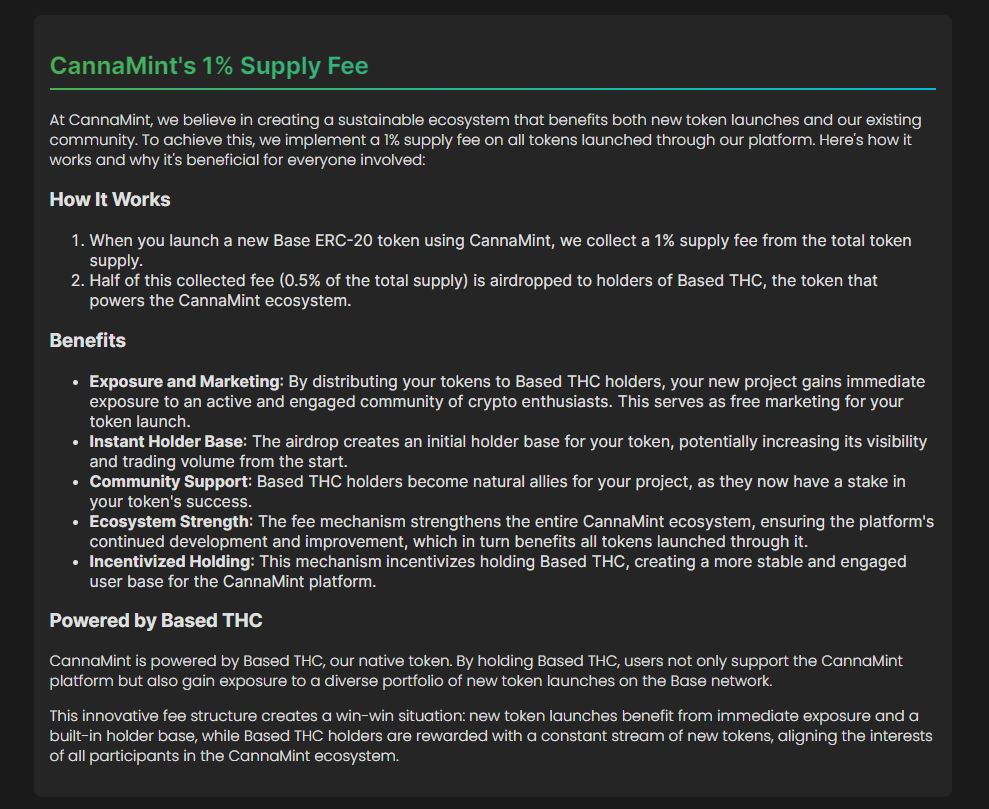 CannaMint's 1% Supply Fee
At CannaMint, we believe in creating a sustainable ecosystem that benefits both new token launches and our existing
community. To achieve this, we implement a 1% supply fee on all tokens launched through our platform. Here's how it
works and why it's beneficial for everyone involved:
How It Works
1. When you launch a new Base ERC-20 token using CannaMint, we collect a 1% supply fee from the total token
supply.
2. Half of this collected fee (0.5% of the total supply) is airdropped to holders of Based THC, the token that
powers the CannaMint ecosystem.
Benefits
• Exposure and Marketing: By distributing your tokens to Based THC holders, your new project gains immediate
exposure to an active and engaged community of crypto enthusiasts. This serves as free marketing for your
token launch.
• Instant Holder Base: The airdrop creates an initial holder base for your token, potentially increasing its visibility
and trading volume from the start.
• Community Support: Based THC holders become natural allies for your project, as they now have a stake in
your token's success.
• Ecosystem Strength: The fee mechanism strengthens the entire CannaMint ecosystem, ensuring the platform's
continued development and improvement, which in turn benefits all tokens launched through it.
• Incentivized Holding: This mechanism incentivizes holding Based THC, creating a more stable and engaged
user base for the CannaMint platform.
Powered by Based THC
CannaMint is powered by Based THC, our native token. By holding Based THC, users not only support the CannaMint
platform but also gain exposure to a diverse portfolio of new token launches on the Base network.
This innovative fee structure creates a win-win situation: new token launches benefit from immediate exposure and a
built-in holder base, while Based THC holders are rewarded with a constant stream of new tokens, aligning the interests
of all participants in the CannaMint ecosystem.